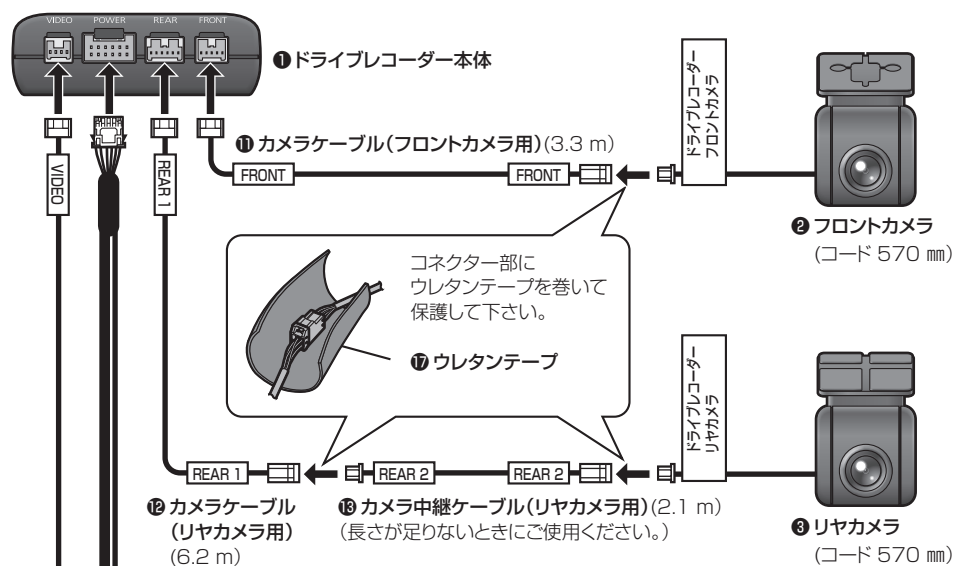 VIDEO POWER REAR FRONT
❶ドライブレコーダー本体
⓫ カメラケーブル(フロントカメラ用)(3.3 m)
FRONT
FRONT
ドライブレコーダー
フロントカメラ
❷ フロントカメラ
(コード 570 ㎜)
VIDEO
REAR 1
コネクター部に
ウレタンテープを巻いて
保護して下さい。
⓱ ウレタンテープ
ドライブレコーダー
リヤカメラ
REAR 1
REAR 2
REAR 2
⓬ カメラケーブル
(リヤカメラ用)
(6.2 m)
⓭ カメラ中継ケーブル(リヤカメラ用)(2.1 m)
(長さが足りないときにご使用ください。)
❸ リヤカメラ
(コード 570 ㎜)